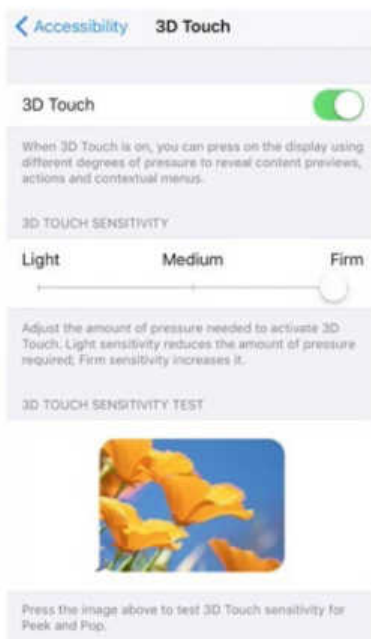 Accessibility 3D Touch
3D Touch
When 3D Touch is on, you can press on the display using
different degrees of pressure to reveal content previews,
actions and contextual menus.
3D TOUCH SENSITIVITY
Light Medium Firm
Adjust the amount of pressure needed to activate 3D
Touch. Light sensitivity reduces the amount of pressure
required; Firm sensitivity increases it.
3D TOUCH SENSITIVITY TEST
Press the image above to test 3D Touch sensitivity for
Peek and Pop.